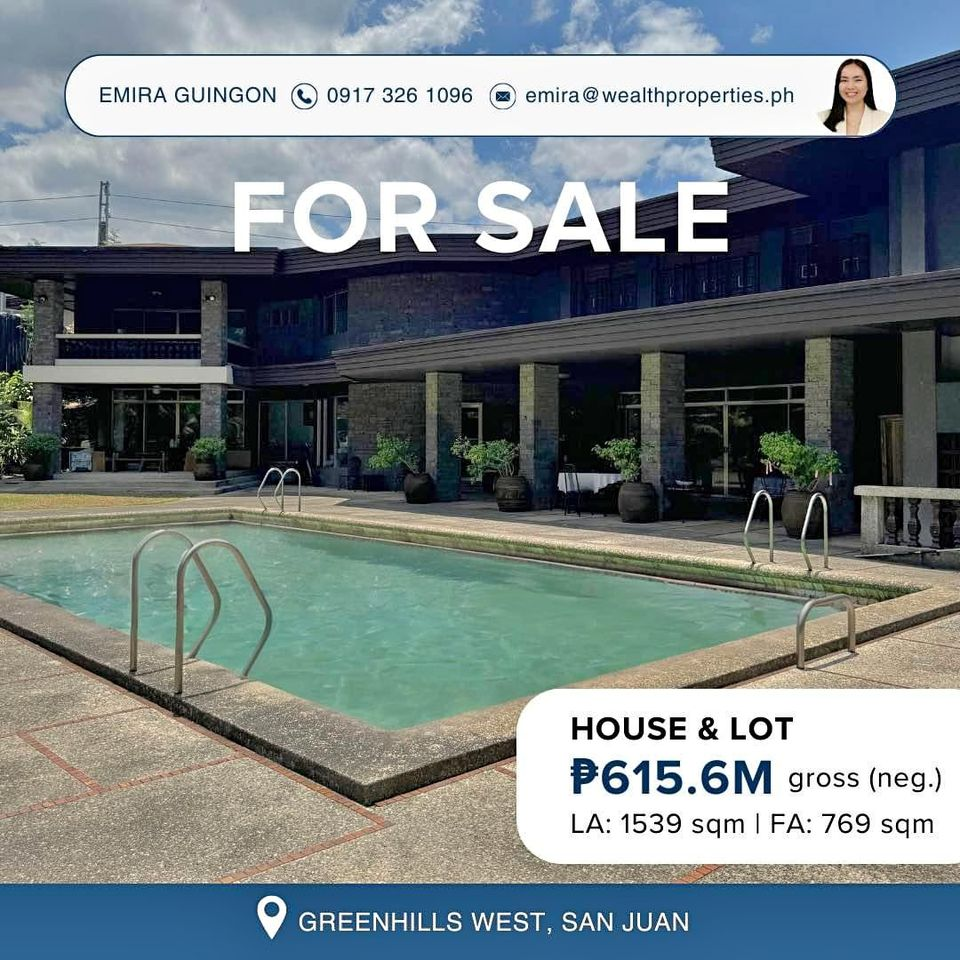 EMIRA GUINGON 0917 326 1096 emira@wealthproperties.ph
FOR SALE
HOUSE & LOT
₱615.6M gross (neg.)
LA: 1539 sqm | FA: 769 sqm
GREENHILLS WEST, SAN JUAN